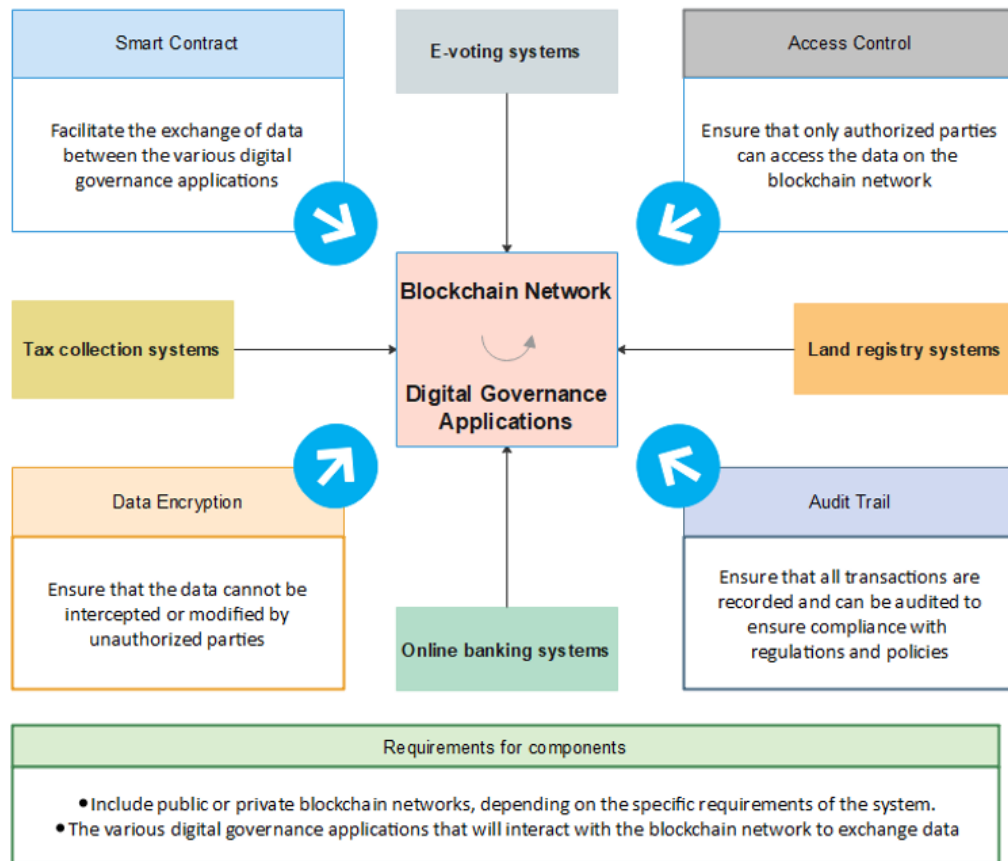 Smart Contract
Facilitate the exchange of data
between the various digital
governance applications
E-voting systems
Access Control
Ensure that only authorized parties
can access the data on the
blockchain network
Tax collection systems
Blockchain Network
Digital Governance
Applications
Land registry systems
Data Encryption
Ensure that the data cannot be
intercepted or modified by
unauthorized parties
Online banking systems
Audit Trail
Ensure that all transactions are
recorded and can be audited to
ensure compliance with
regulations and policies
Requirements for components
●Include public or private blockchain networks, depending on the specific requirements of the system.
●The various digital governance applications that will interact with the blockchain network to exchange data